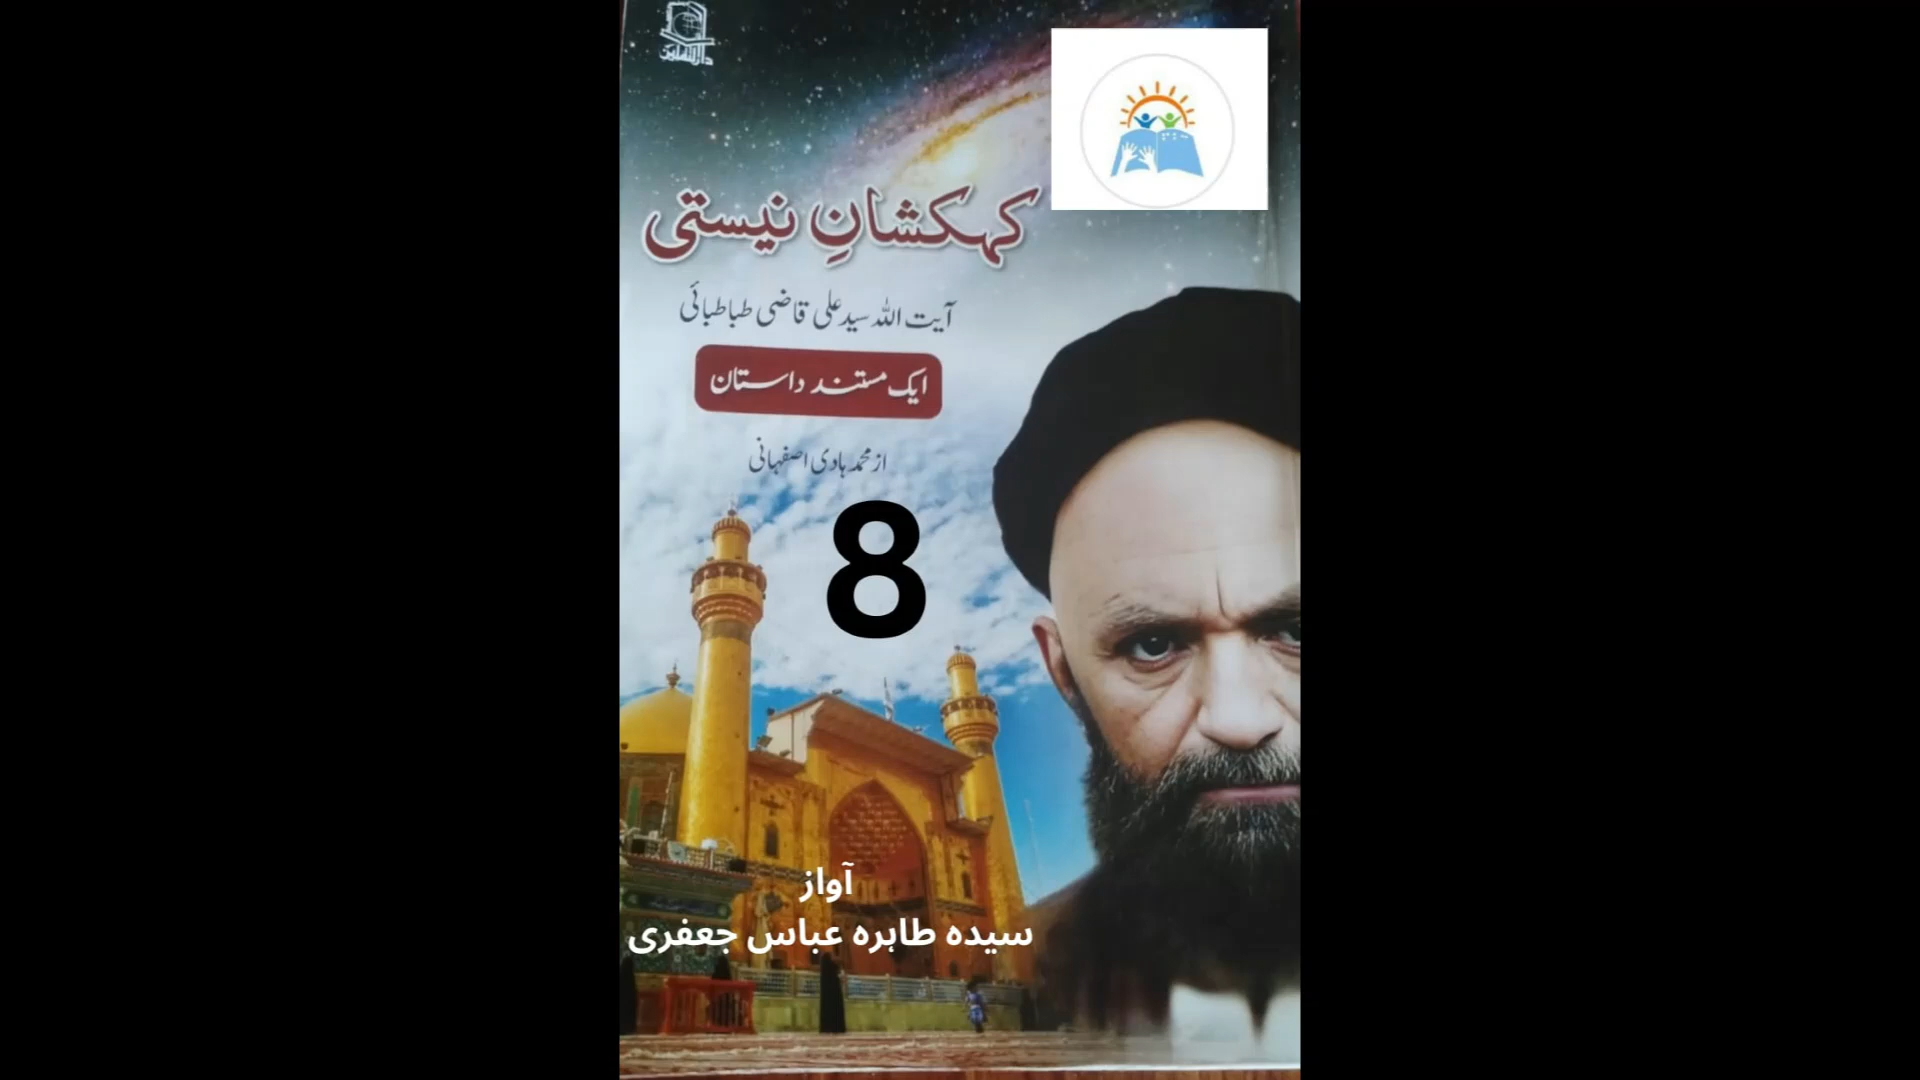 دارالثقلین
کہکشانِ نیستی
آیت اللہ سید علی قاضی طباطبائی
ایک مستند داستان
از محمد ہادی اصفہانی
8
آواز
سیدہ طاہرہ عباس جعفری